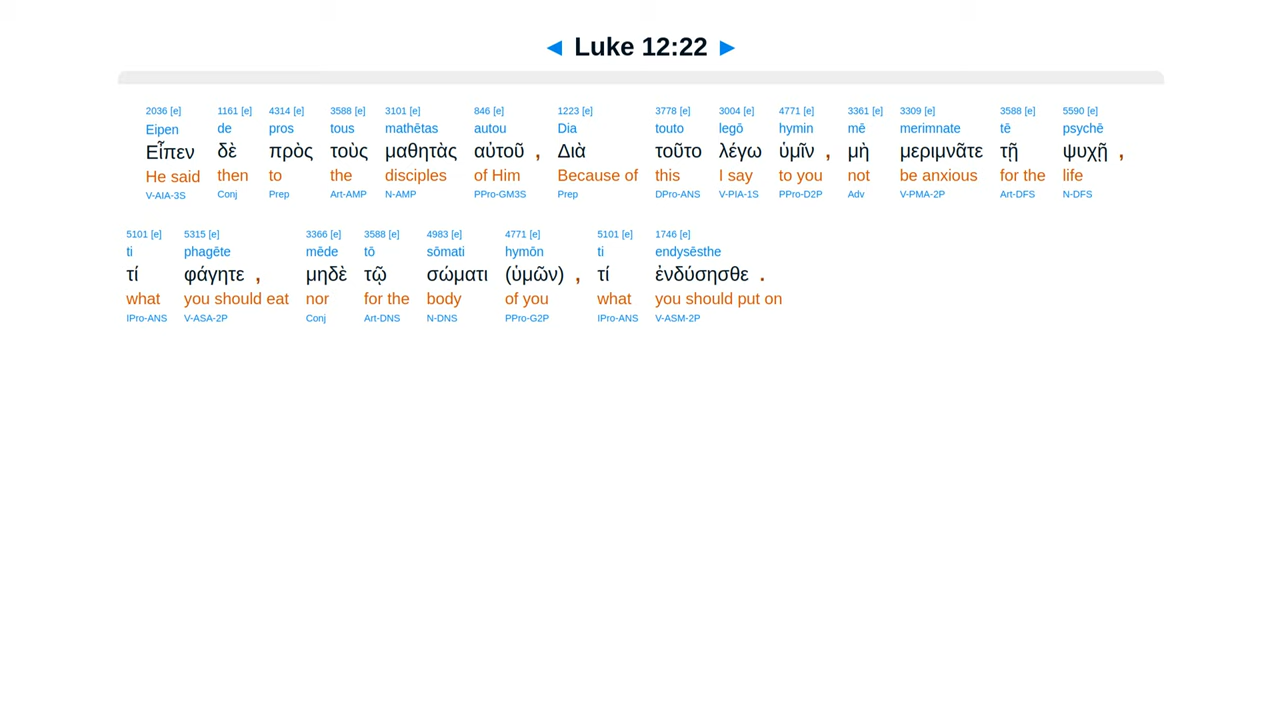 ◄ Luke 12:22 ►
2036 [e] 1161 [e] 4314 [e] 3588 [e] 3101 [e] 846 [e] 1223 [e] 3778 [e] 3004 [e] 4771 [e] 3361 [e] 3309 [e] 3588 [e] 5590 [e]
Eipen de pros tous mathētas autou Dia touto legō hymin mē merimnate tē psychē
Εἶπεν δὲ πρὸς τοὺς μαθητὰς αὐτοῦ , Διὰ τοῦτο λέγω ὑμῖν , μὴ μεριμνᾶτε τῇ ψυχῇ ,
He said then to the disciples of Him Because of this I say to you not be anxious for the life
V-AIA-3S Conj Prep Art-AMP N-AMP PPro-GM3S Prep DPro-ANS V-PIA-1S PPro-D2P Adv V-PMA-2P Art-DFS N-DFS
5101 [e] 5315 [e] 3366 [e] 3588 [e] 4983 [e] 4771 [e] 5101 [e] 1746 [e]
ti phagēte mēde tō sōmati hymōn ti endysēsthe
τί φάγητε , μηδὲ τῷ σώματι (ὑμῶν) , τί ἐνδύσησθε .
what you should eat nor for the body of you what you should put on
IPro-ANS V-ASA-2P Conj Art-DNS N-DNS PPro-G2P IPro-ANS V-ASM-2P